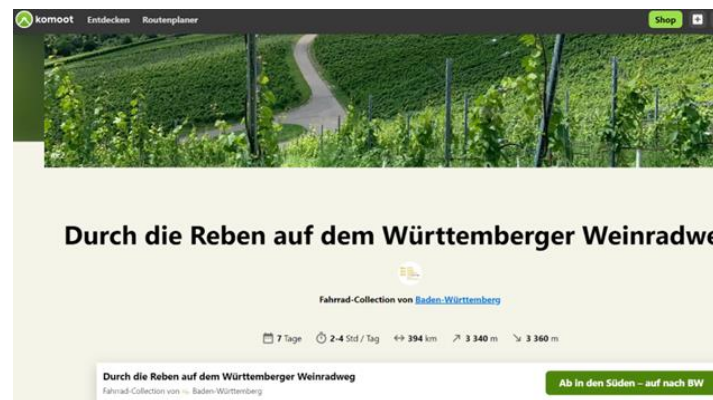 komoot Entdecken Routenplaner Shop
Durch die Reben auf dem Württemberger Weinradwe
Fahrrad-Collection von Baden-Württemberg
7 Tage 2-4 Std / Tag 394 km 3 340 m 3 360 m
Durch die Reben auf dem Württemberger Weinradweg
Fahrrad-Collection von Baden-Württemberg
Ab in den Süden – auf nach BW